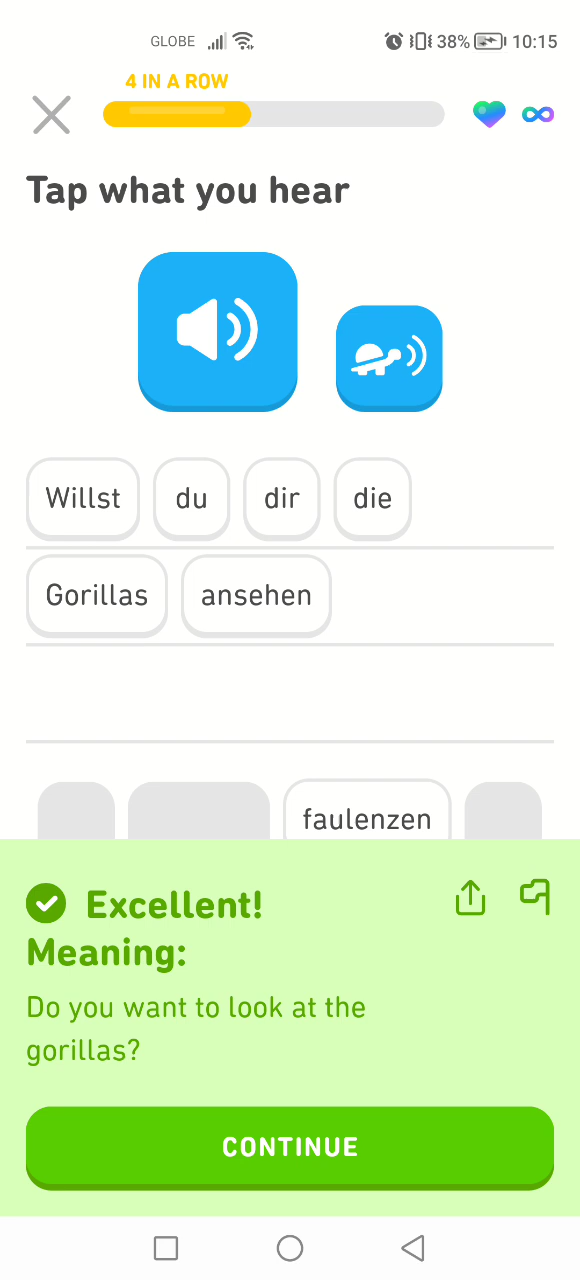 GLOBE 38% 10:15
4 IN A ROW
Tap what you hear
Willst du dir die
Gorillas ansehen
faulenzen
Excellent!
Meaning:
Do you want to look at the
gorillas?
CONTINUE